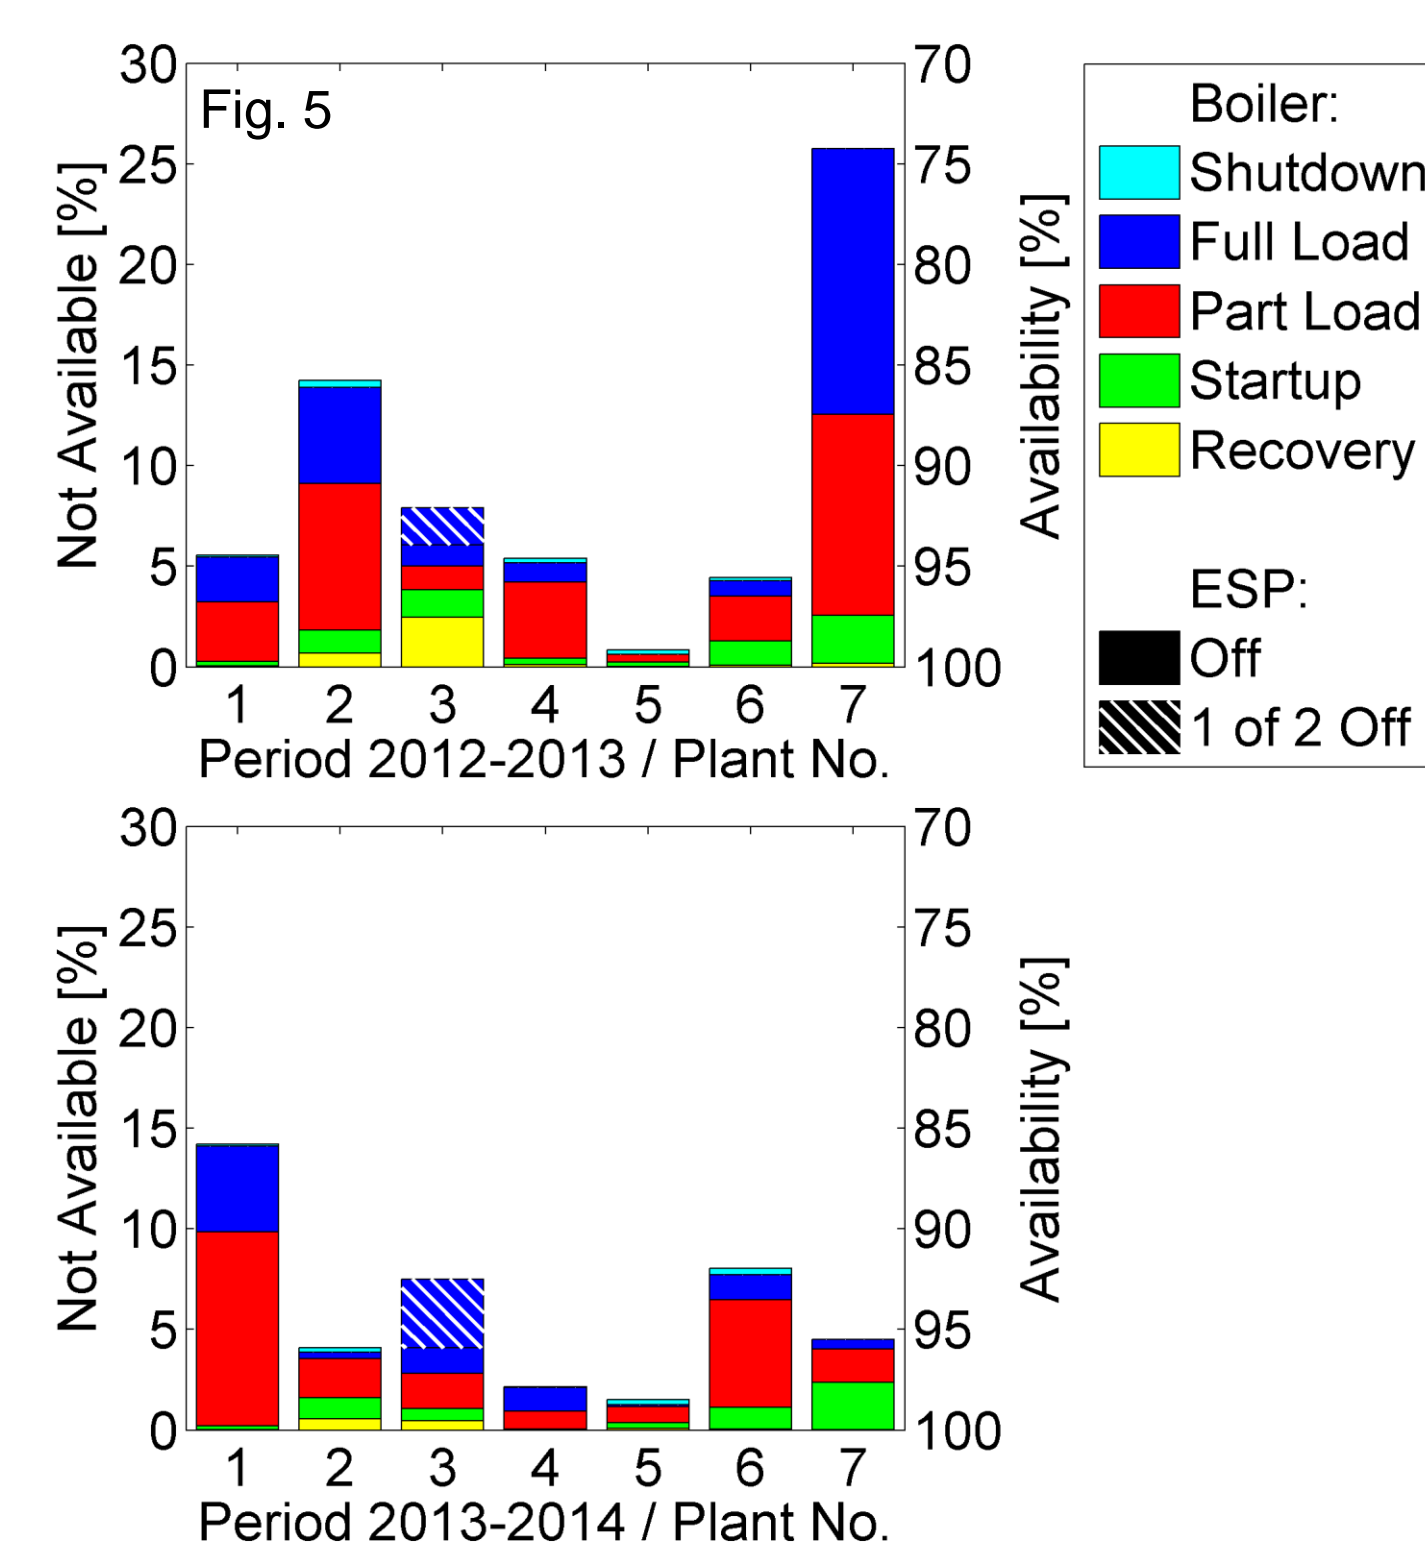 Fig. 5
Not Available [%]
30
25
20
15
10
5
0
70
75
80
85
90
95
100
Availability [%]
1 2 3 4 5 6 7
Period 2012-2013 / Plant No.
Boiler:
Shutdown
Full Load
Part Load
Startup
Recovery
ESP:
Off
1 of 2 Off
Not Available [%]
30
25
20
15
10
5
0
70
75
80
85
90
95
100
Availability [%]
1 2 3 4 5 6 7
Period 2013-2014 / Plant No.